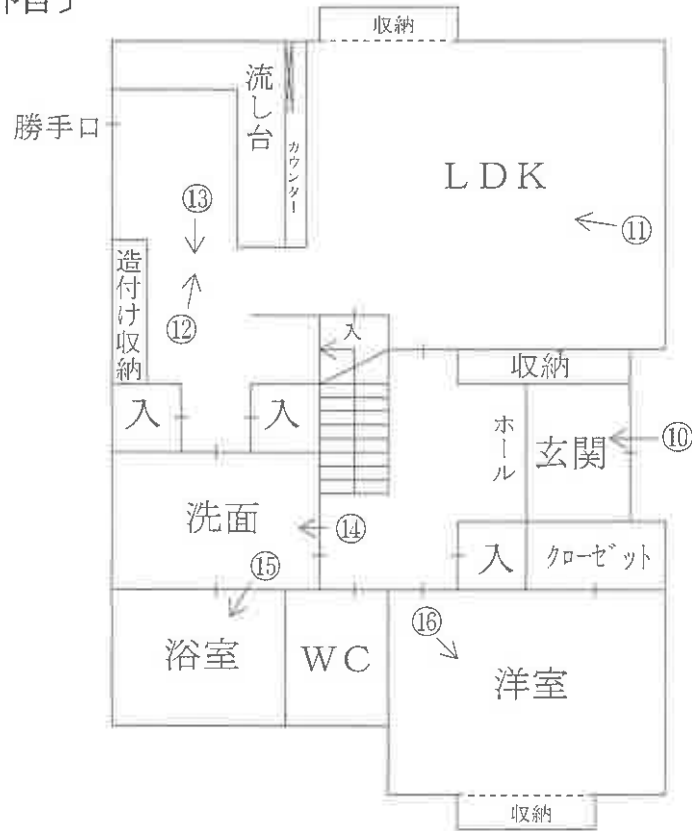 階〕
収納
勝手口
流し台
カウンター
LDK
⑬
⑪
造付け収納
⑫
入
収納
入
入
ホール
玄関
⑩
洗面
⑭
入
クローゼット
⑮
浴室
WC
⑯
洋室
収納